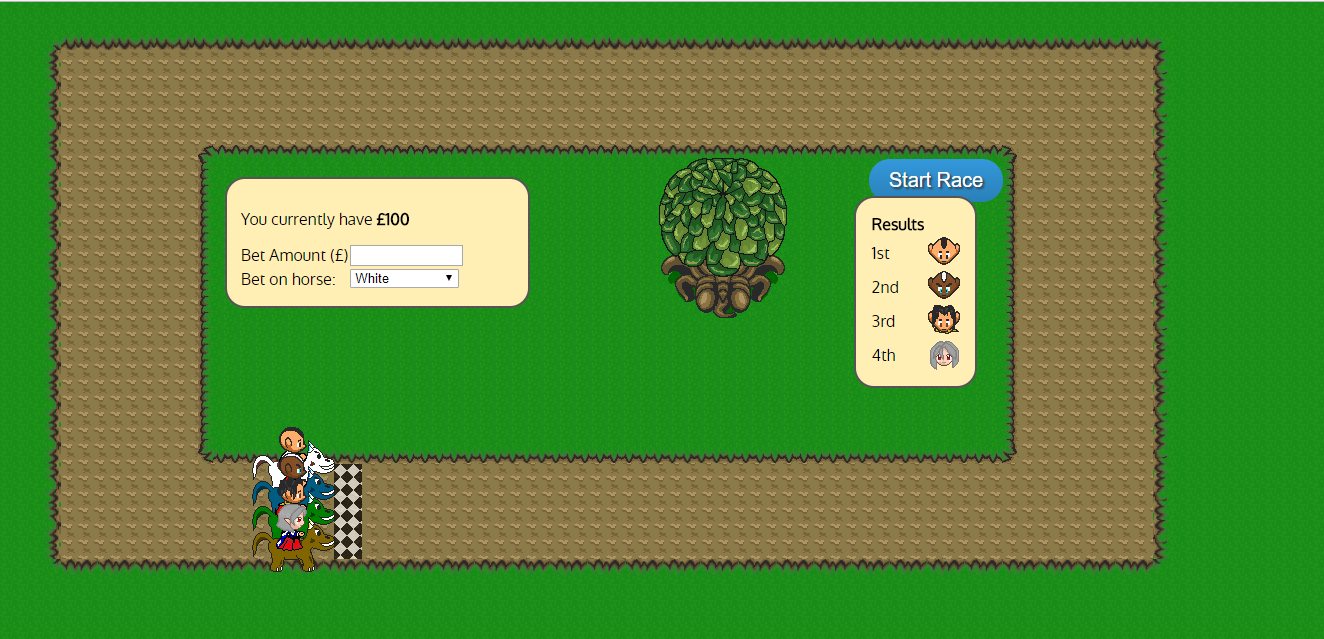 You currently have £100
Bet Amount (£)
Bet on horse: White
Start Race
Results
1st
2nd
3rd
4th